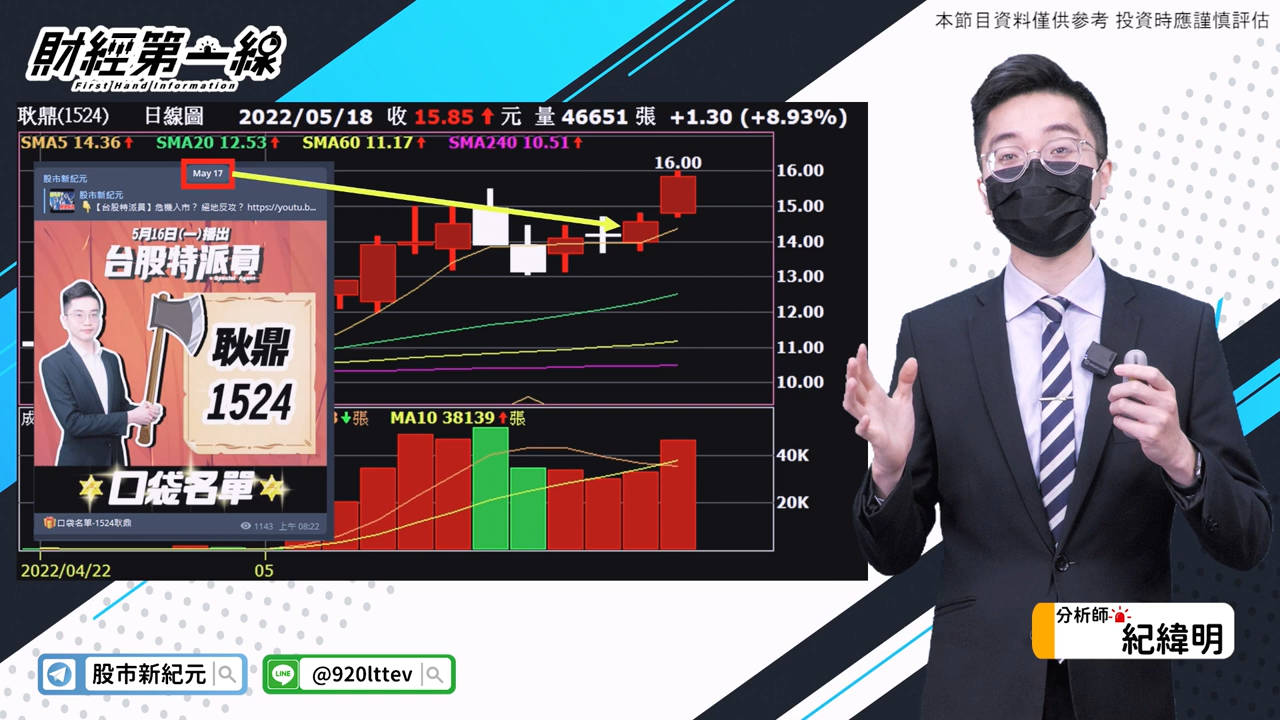 財經第一線
First Hand Information
本節目資料僅供參考 投資時應謹慎評估
耿鼎(1524) 日線圖 2022/05/18 收 15.85 元 量 46651 張 +1.30 (+8.93%)
SMA5 14.36 SMA20 12.53 SMA60 11.17 SMA240 10.51
16.00
16.00
15.00
14.00
13.00
12.00
11.00
10.00
May 17
股市新紀元
股市新紀元
【台股特派員】危機入市？ 絕地反攻？ https://youtu.b...
5月16日(一)播出
台股特派員
Special Agent
耿鼎
1524
口袋名單
口袋名單-1524耿鼎
1143 上午 08:22
成
張 MA10 38139 張
40K
20K
2022/04/22 05
股市新紀元
LINE
@920lttev
分析師
紀緯明